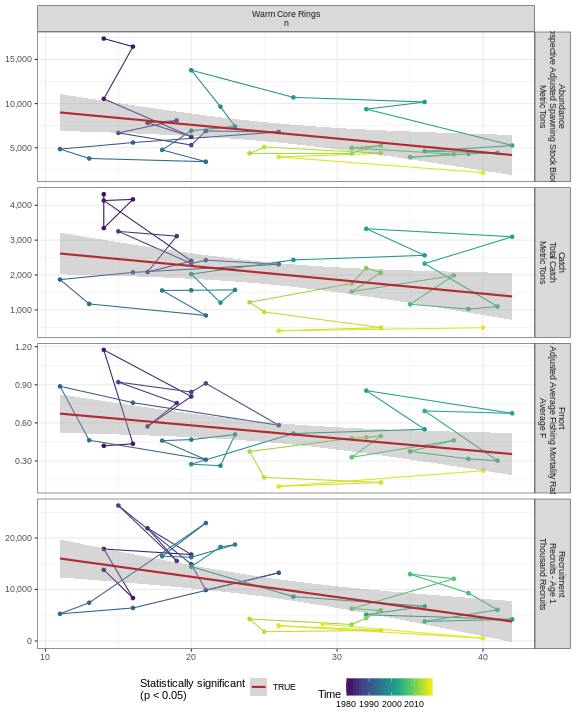 Warm Core Rings
n
15,000
10,000
5,000
Abundance
Adjusted Spawning Stock
Metric Tons
4,000
3,000
2,000
1,000
Catch
Total Catch
Metric Tons
1.20
0.90
0.60
0.30
Fmort
Adjusted Average Fishing Mortality
Average F
20,000
10,000
0
Recruitment
Recruits - Age 1
Thousand Recruits
10
20
30
40
Statistically significant
(p < 0.05)
TRUE
Time
1980 1990 2000 2010